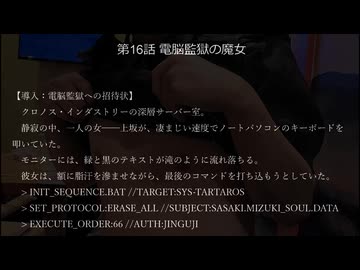 第16話 電脳監獄の魔女
【導入：電脳監獄への招待状】
クロノス・インダストリーの深層サーバー室。
静寂の中、一人の女――上坂が、凄まじい速度でノートパソコンのキーボード
を叩いていた。
モニターには、緑と黒のテキストが滝のように流れ落ちる。
彼女は、額に脂汗を滲ませながら、最後のコマンドを打ち込もうとしていた。
> INIT_SEQUENCE.BAT //TARGET:SYS-TARTAROS
> SET_PROTOCOL:ERASE_ALL //SUBJECT:SASAKI.MIZUKI_SOUL.DATA
> EXECUTE_ORDER:66 //AUTH:JINGUJI